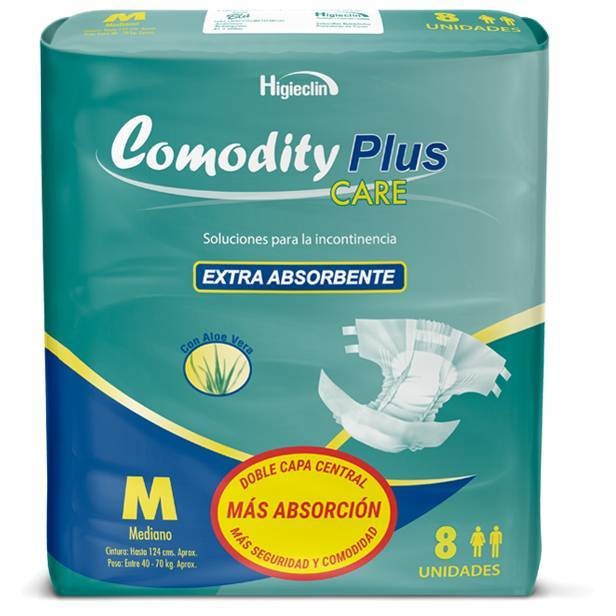 8
UNIDADES
Higieclin
Comodity Plus
CARE
Soluciones para la incontinencia
EXTRA ABSORBENTE
Con Aloe Vera
DOBLE CAPA CENTRAL
MÁS ABSORCIÓN
MÁS SEGURIDAD Y COMODIDAD
M
Mediano
Cintura: Hasta 124 cms. Aprox.
Peso: Entre 40 - 70 kg. Aprox.
8
UNIDADES